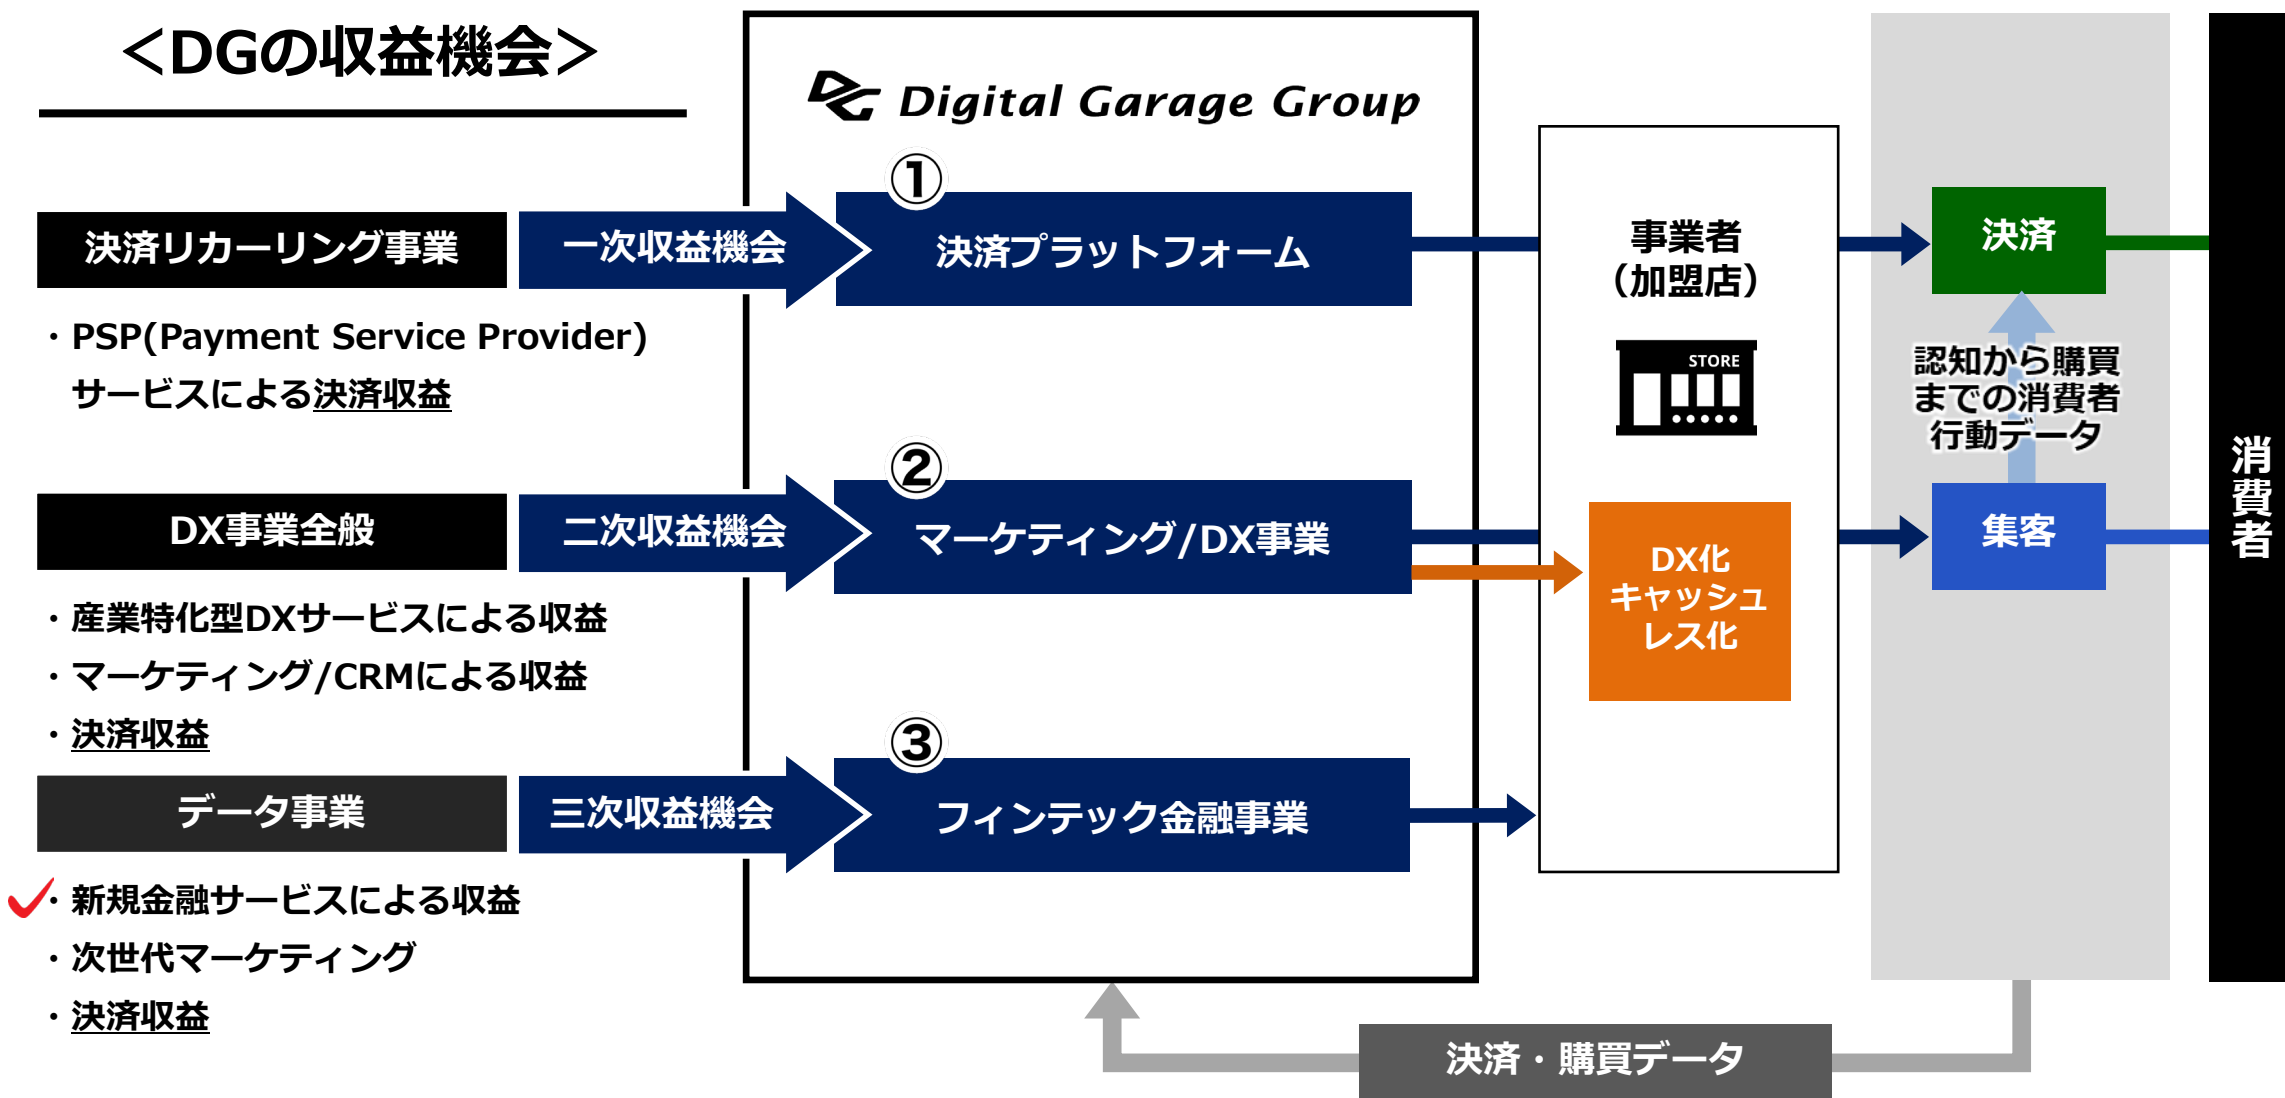 ＜DGの収益機会＞
Digital Garage Group
決済リカーリング事業
一次収益機会
①
決済プラットフォーム
・PSP(Payment Service Provider)
サービスによる決済収益
DX事業全般
二次収益機会
②
マーケティング/DX事業
・産業特化型DXサービスによる収益
・マーケティング/CRMによる収益
・決済収益
データ事業
三次収益機会
③
フィンテック金融事業
・新規金融サービスによる収益
・次世代マーケティング
・決済収益
事業者
（加盟店）
STORE
DX化
キャッシュ
レス化
決済
認知から購買
までの消費者
行動データ
集客
消費者
決済・購買データ